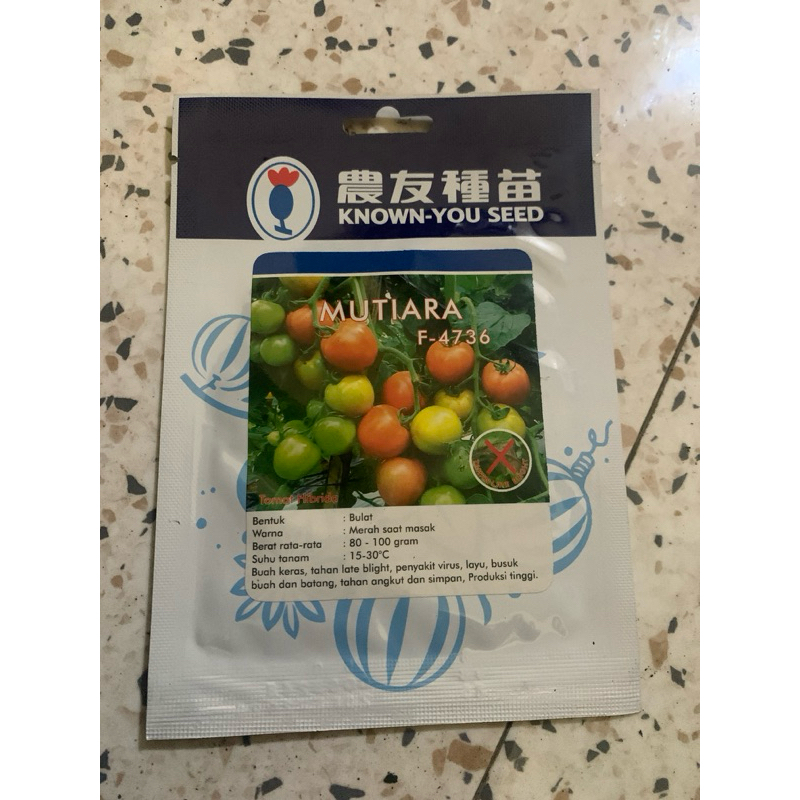 農友種苗
KNOWN-YOU SEED
MUTIARA
F-4736
Tomat Hibrida
Bentuk : Bulat
Warna : Merah saat masak
Berat rata-rata : 80 - 100 gram
Suhu tanam : 15-30°C
Buah keras, tahan late blight, penyakit virus, layu, busuk
buah dan batang, tahan angkut dan simpan, Produksi tinggi.